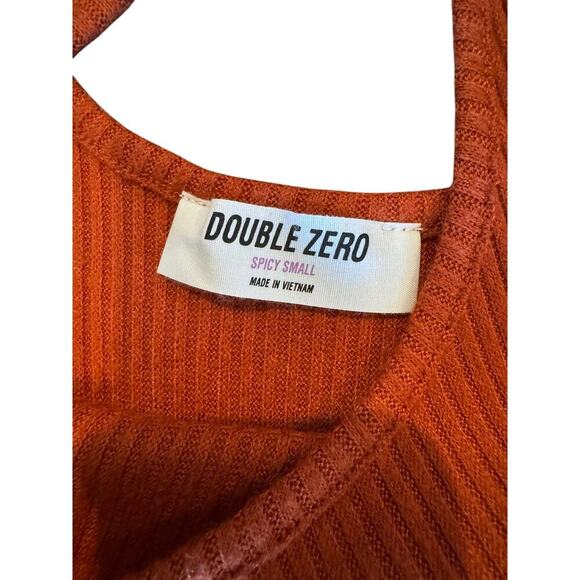 DOUBLE ZERO
SPICY SMALL
MADE IN VIETNAM